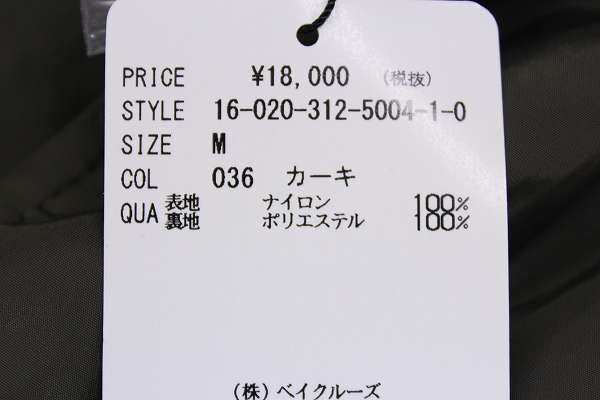 PRICE ¥18,000 (税抜)
STYLE 16-020-312-5004-1-0
SIZE M
COL 036 カーキ
QUA 表地 ナイロン 100%
裏地 ポリエステル 100%
(株)ベイクルーズ